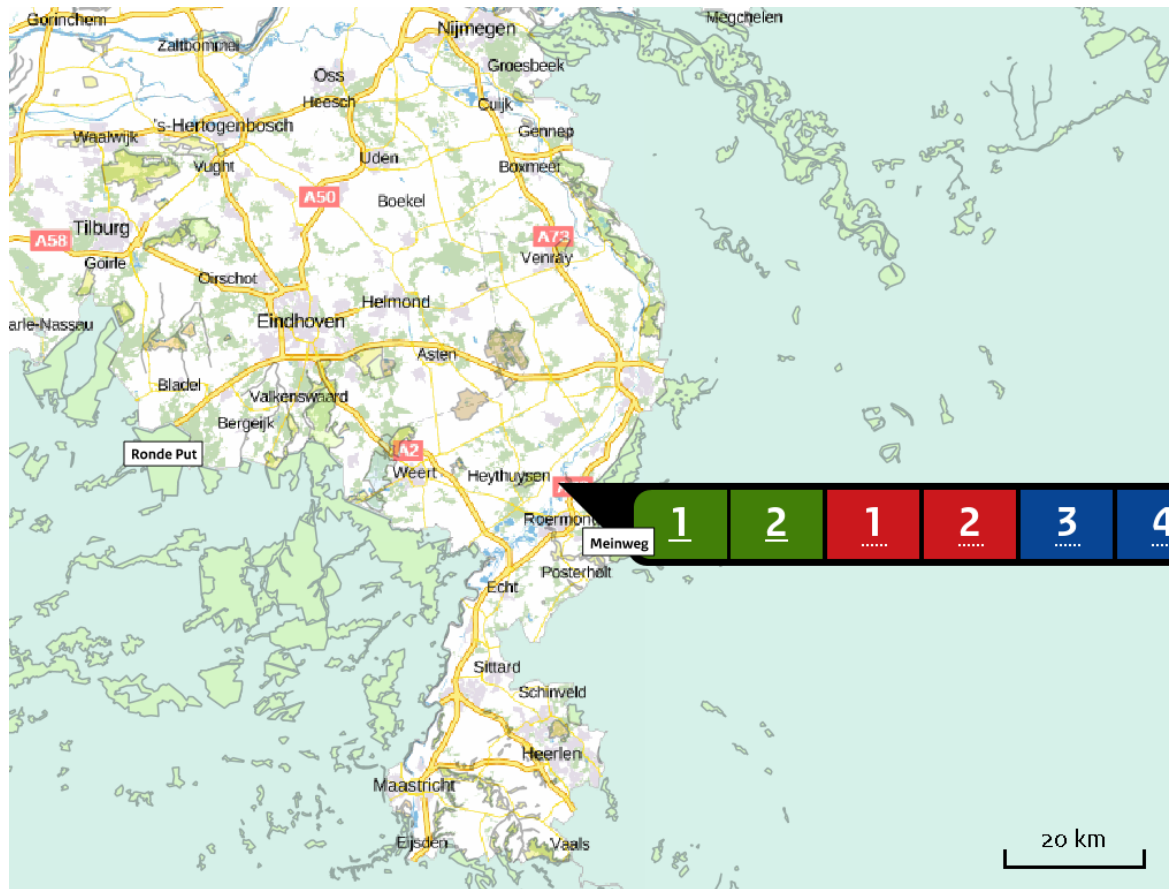 Gorinchem
Megchelen
Nijmegen
Zaltbommel
Groesbeek
Oss
Heesch
Cuijk
's-Hertogenbosch
Gennep
Waalwijk
Uden
Vught
Boxmeer
A50
Boekel
Tilburg
A58
A73
Venray
Goirle
Oirschot
Helmond
Eindhoven
arle-Nassau
Asten
Bladel
Valkenswaard
Bergeijk
Ronde Put
A2
Weert
Heythuysen
Roermond
1 2 1 2 3 4
Meinweg
Posterholt
Echt
Sittard
Schinveld
Heerlen
Maastricht
Eijsden
Vaals
20 km